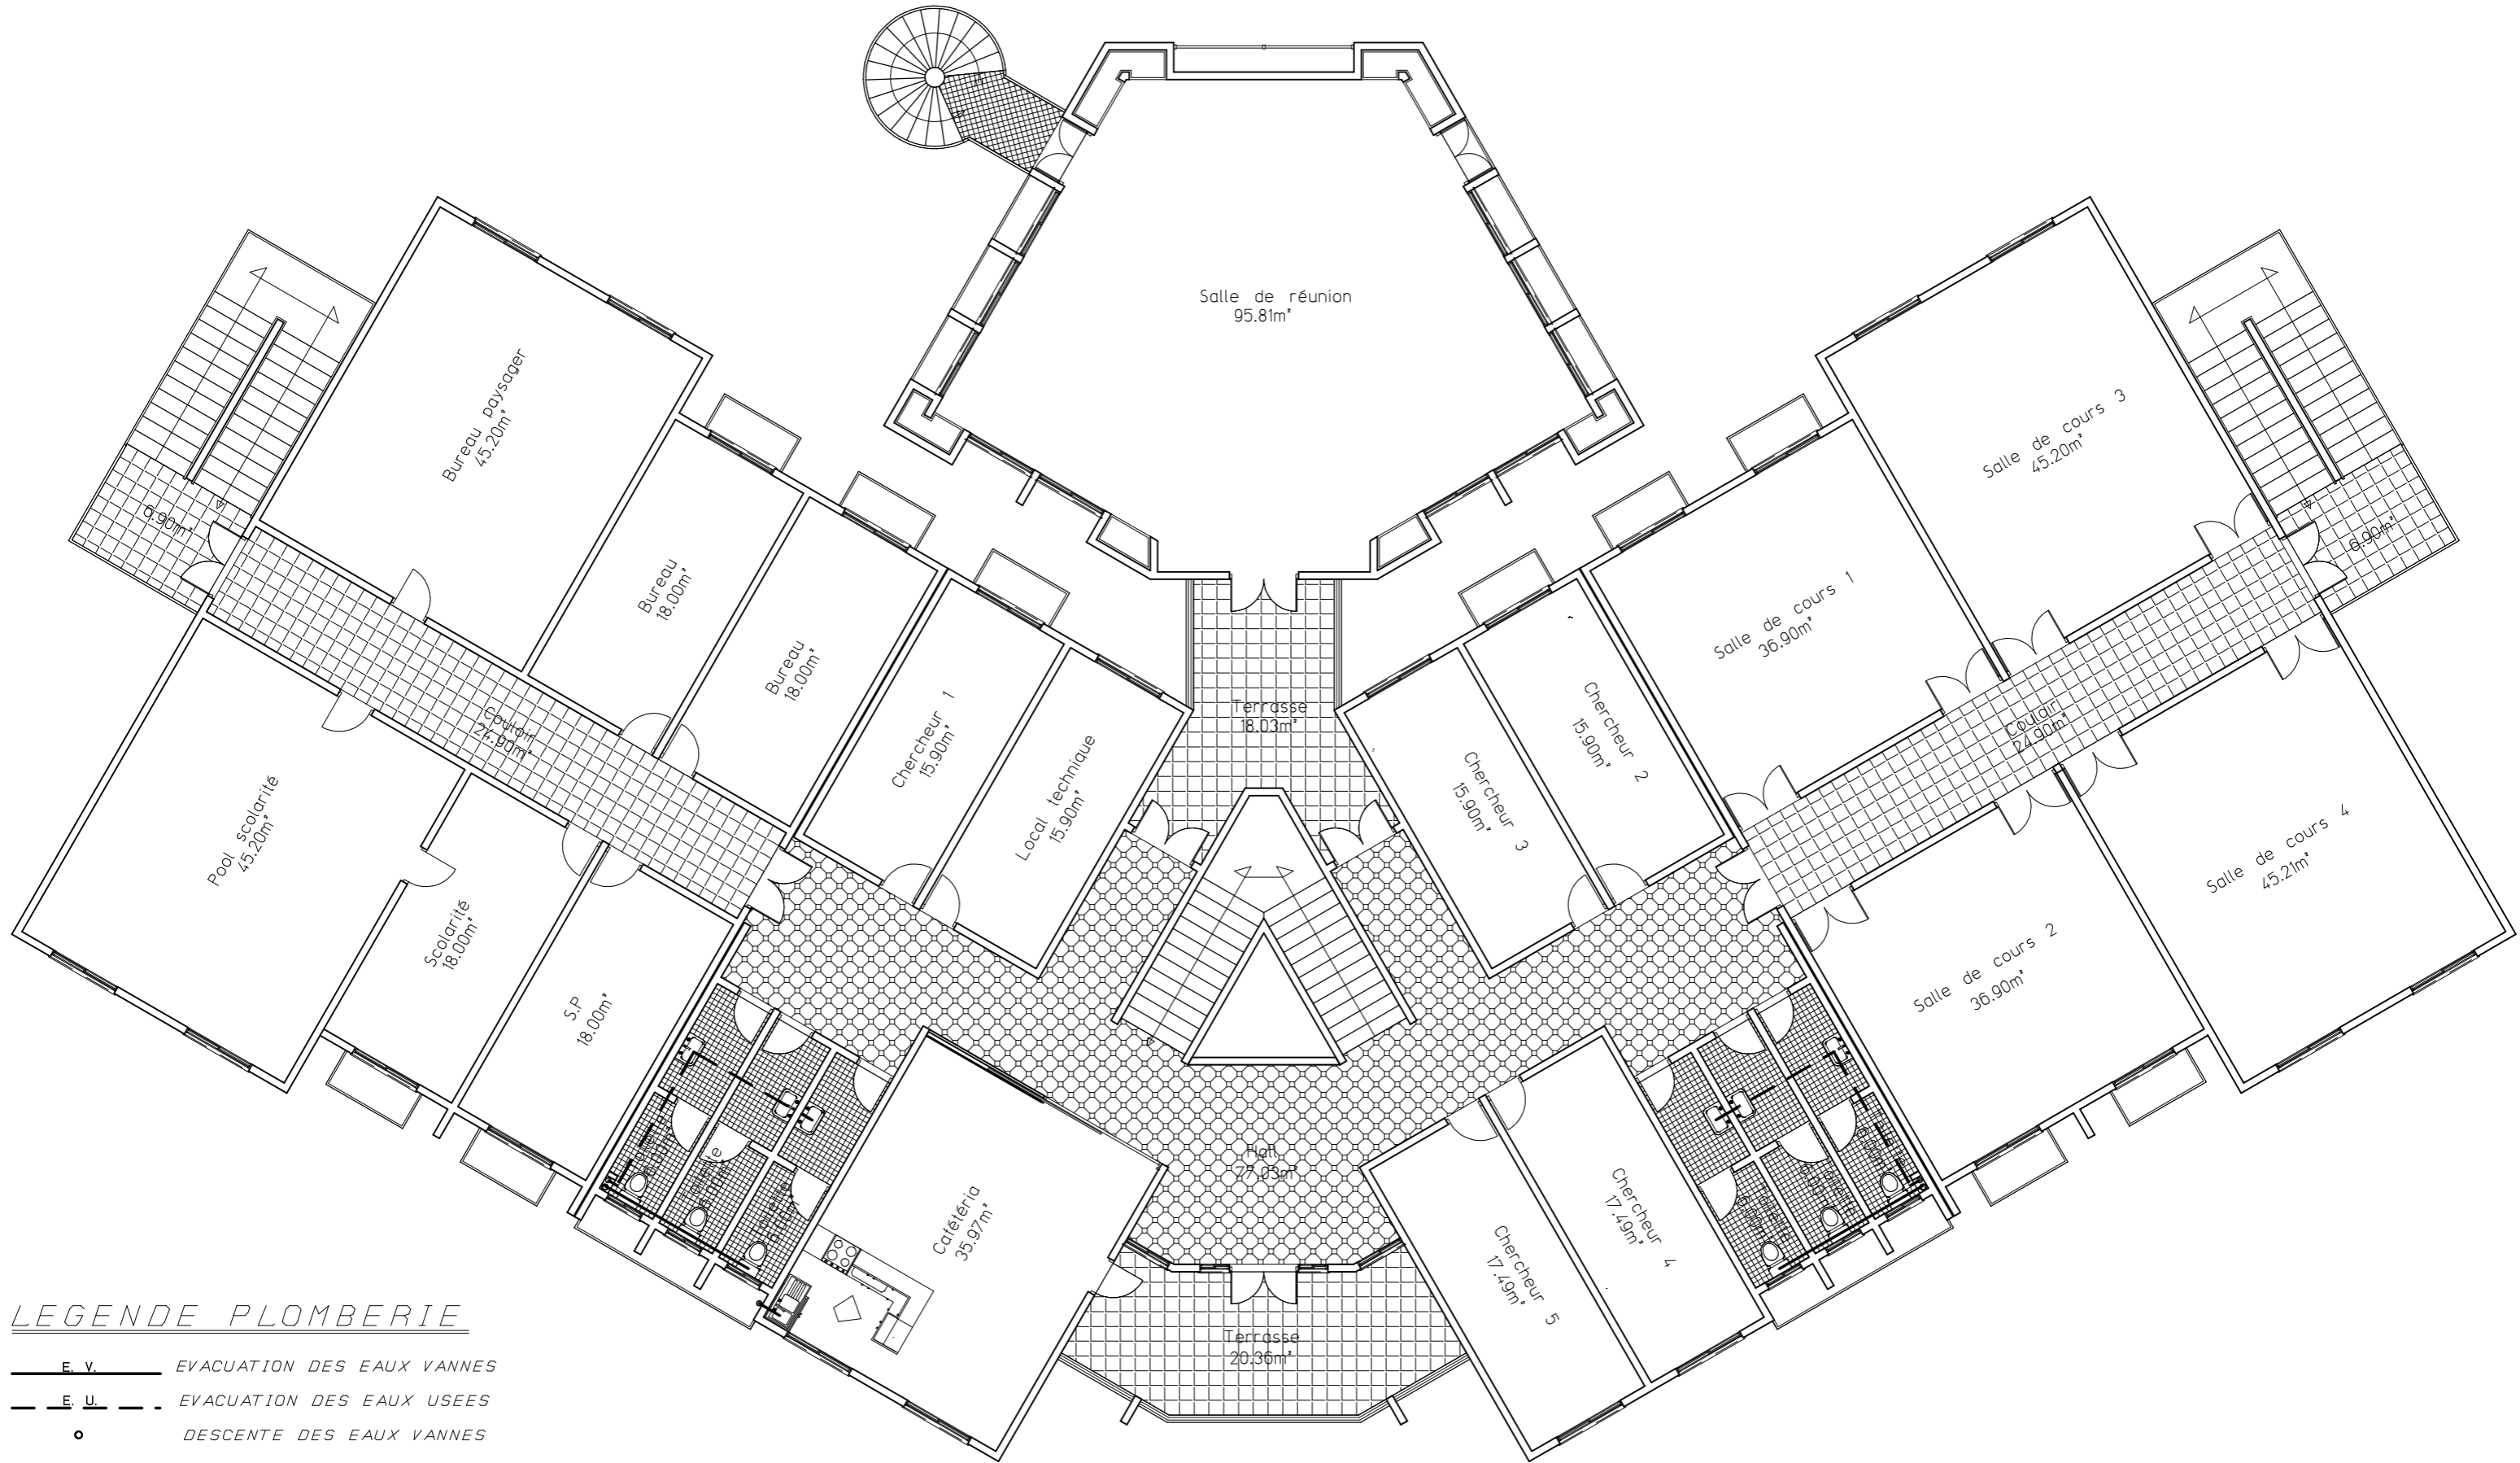 Salle de réunion
95.81m²
Bureau paysager
45.20m²
Salle de cours 3
45.20m²
6.90m²
6.90m²
Bureau
18.00m²
Bureau
18.00m²
Salle de cours 1
36.90m²
Chercheur 1
15.90m²
Local technique
15.90m²
Terrasse
18.03m²
Chercheur 2
15.90m²
Chercheur 3
15.90m²
Couloir
24.90m²
Couloir
24.90m²
Pool scolarité
45.20m²
Scolarité
18.00m²
S.P
18.00m²
Salle de cours 4
45.21m²
Salle de cours 2
36.90m²
Hall
77.03m²
Cafétéria
35.97m²
Chercheur 4
17.49m²
Chercheur 5
17.49m²
Terrasse
20.36m²
LEGENDE PLOMBERIE
E. V. EVACUATION DES EAUX VANNES
E. U. EVACUATION DES EAUX USEES
DESCENTE DES EAUX VANNES